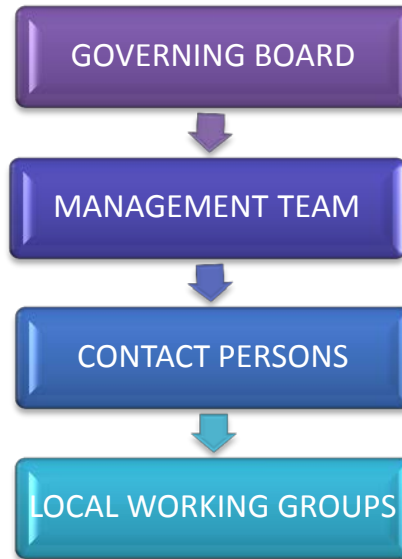 GOVERNING BOARD
MANAGEMENT TEAM
CONTACT PERSONS
LOCAL WORKING GROUPS